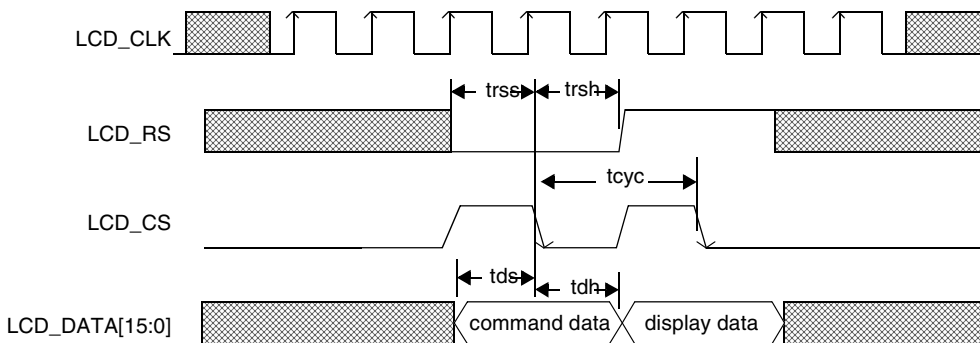 LCD_CLK
trss trsh
LCD_RS
tcyc
LCD_CS
tds tdh
LCD_DATA[15:0] command data display data